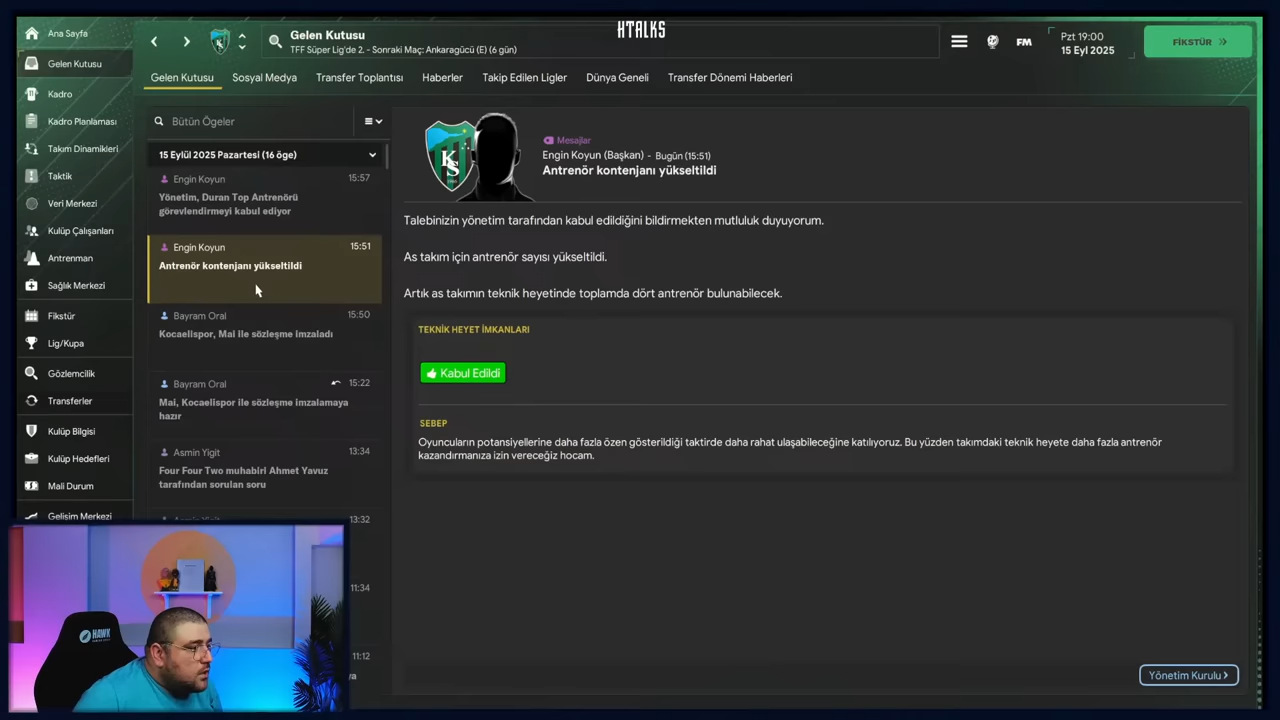 HTALKS
Ana Sayfa
Gelen Kutusu
Kadro
Kadro Planlaması
Takım Dinamikleri
Taktik
Veri Merkezi
Kulüp Çalışanları
Antrenman
Sağlık Merkezi
Fikstür
Lig/Kupa
Gözlemcilik
Transferler
Kulüp Bilgisi
Kulüp Hedefleri
Mali Durum
Gelişim Merkezi
Gelen Kutusu
TFF Süper Lig'de 2. - Sonraki Maç: Ankaragücü (E) (6 gün)
FM
Pzt 19:00
15 Eyl 2025
FİKSTÜR
Gelen Kutusu
Sosyal Medya
Transfer Toplantısı
Haberler
Takip Edilen Ligler
Dünya Geneli
Transfer Dönemi Haberleri
Bütün Ögeler
15 Eylül 2025 Pazartesi (16 öge)
Engin Koyun 15:57
Yönetim, Duran Top Antrenörü
görevlendirmeyi kabul ediyor
Engin Koyun 15:51
Antrenör kontenjanı yükseltildi
Bayram Oral 15:50
Kocaelispor, Mai ile sözleşme imzaladı
Bayram Oral 15:22
Mai, Kocaelispor ile sözleşme imzalamaya
hazır
Asmin Yigit 13:34
Four Four Two muhabiri Ahmet Yavuz
tarafından sorulan soru
Asmin Yigit 13:32
11:34
11:12
KS
Mesajlar
Engin Koyun (Başkan) - Bugün (15:51)
Antrenör kontenjanı yükseltildi
Talebinizin yönetim tarafından kabul edildiğini bildirmekten mutluluk duyuyorum.
As takım için antrenör sayısı yükseltildi.
Artık as takımın teknik heyetinde toplamda dört antrenör bulunabilecek.
TEKNİK HEYET İMKANLARI
Kabul Edildi
SEBEP
Oyuncuların potansiyellerine daha fazla özen gösterildiği taktirde daha rahat ulaşabileceğine katılıyoruz. Bu yüzden takımdaki teknik heyete daha fazla antrenör
kazandırmanıza izin vereceğiz hocam.
Yönetim Kurulu
HAWK